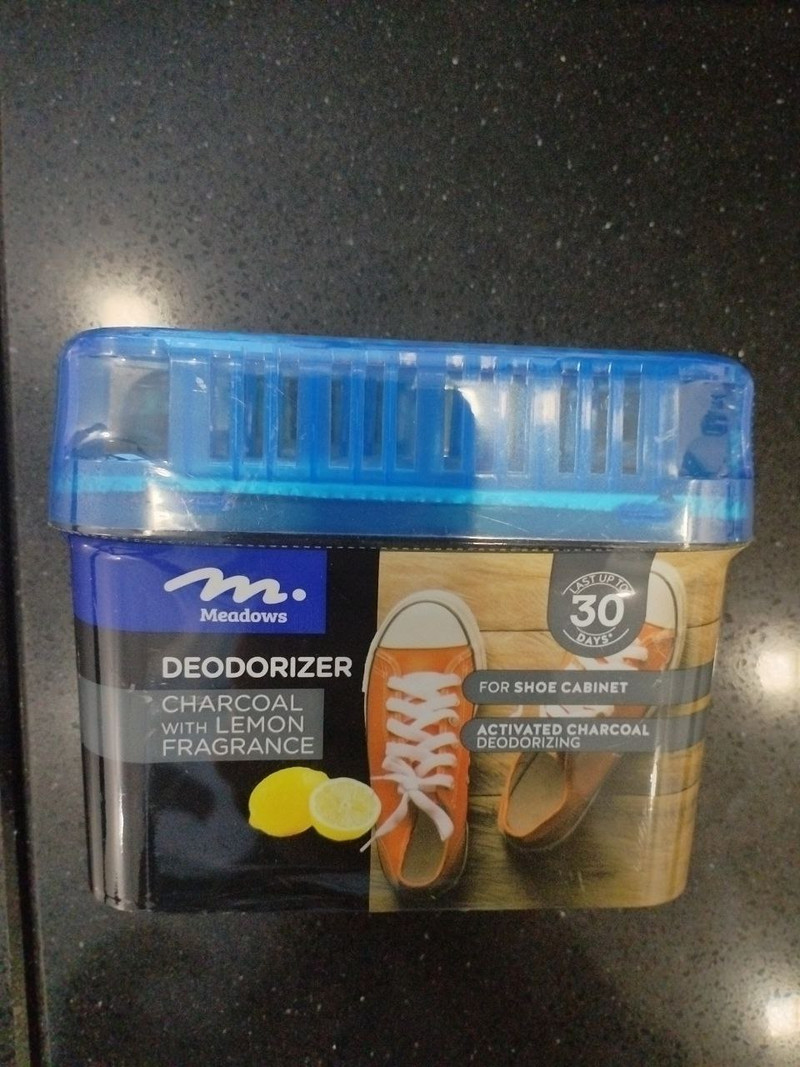 m.
Meadows
DEODORIZER
CHARCOAL
WITH LEMON
FRAGRANCE
LAST UP TO
30
DAYS*
FOR SHOE CABINET
ACTIVATED CHARCOAL
DEODORIZING